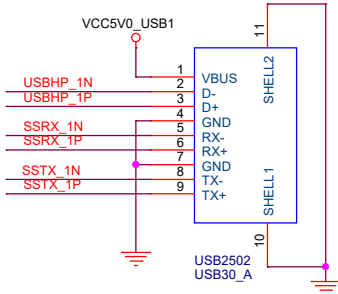 VCC5V0_USB1
11
1 VBUS SHELL2
USBHP_1N 2 D-
USBHP_1P 3 D+
4 GND
SSRX_1N 5 RX-
SSRX_1P 6 RX+
7 GND
SSTX_1N 8 TX- SHELL1
SSTX_1P 9 TX+
10
USB2502
USB30_A